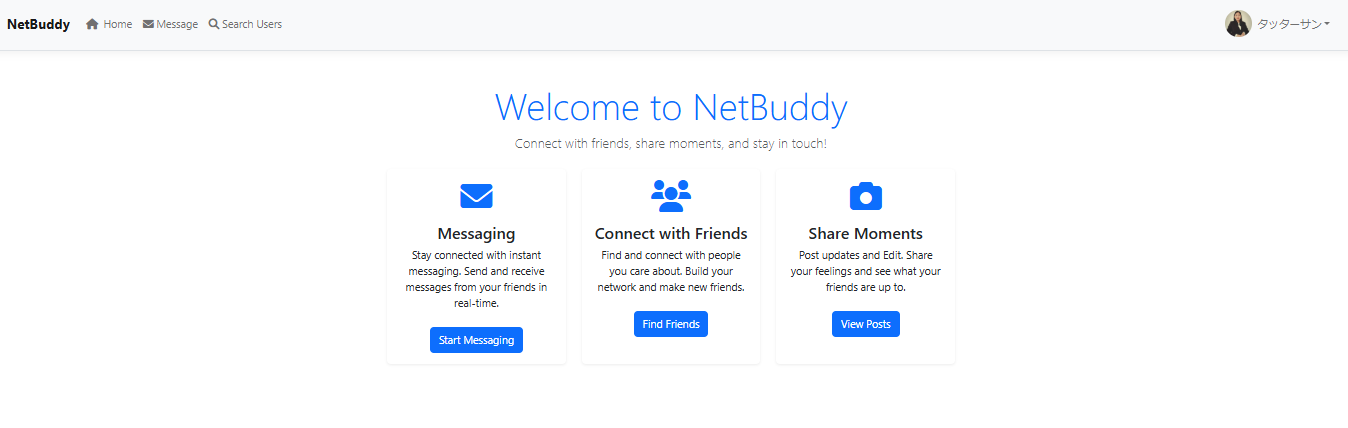 NetBuddy Home Message Search Users タッターサン
Welcome to NetBuddy
Connect with friends, share moments, and stay in touch!
Messaging
Stay connected with instant
messaging. Send and receive
messages from your friends in
real-time.
Start Messaging
Connect with Friends
Find and connect with people
you care about. Build your
network and make new friends.
Find Friends
Share Moments
Post updates and Edit. Share
your feelings and see what your
friends are up to.
View Posts